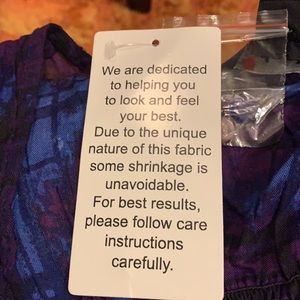 We are dedicated
to helping you
to look and feel
your best.
Due to the unique
nature of this fabric
some shrinkage is
unavoidable.
For best results,
please follow care
instructions
carefully.